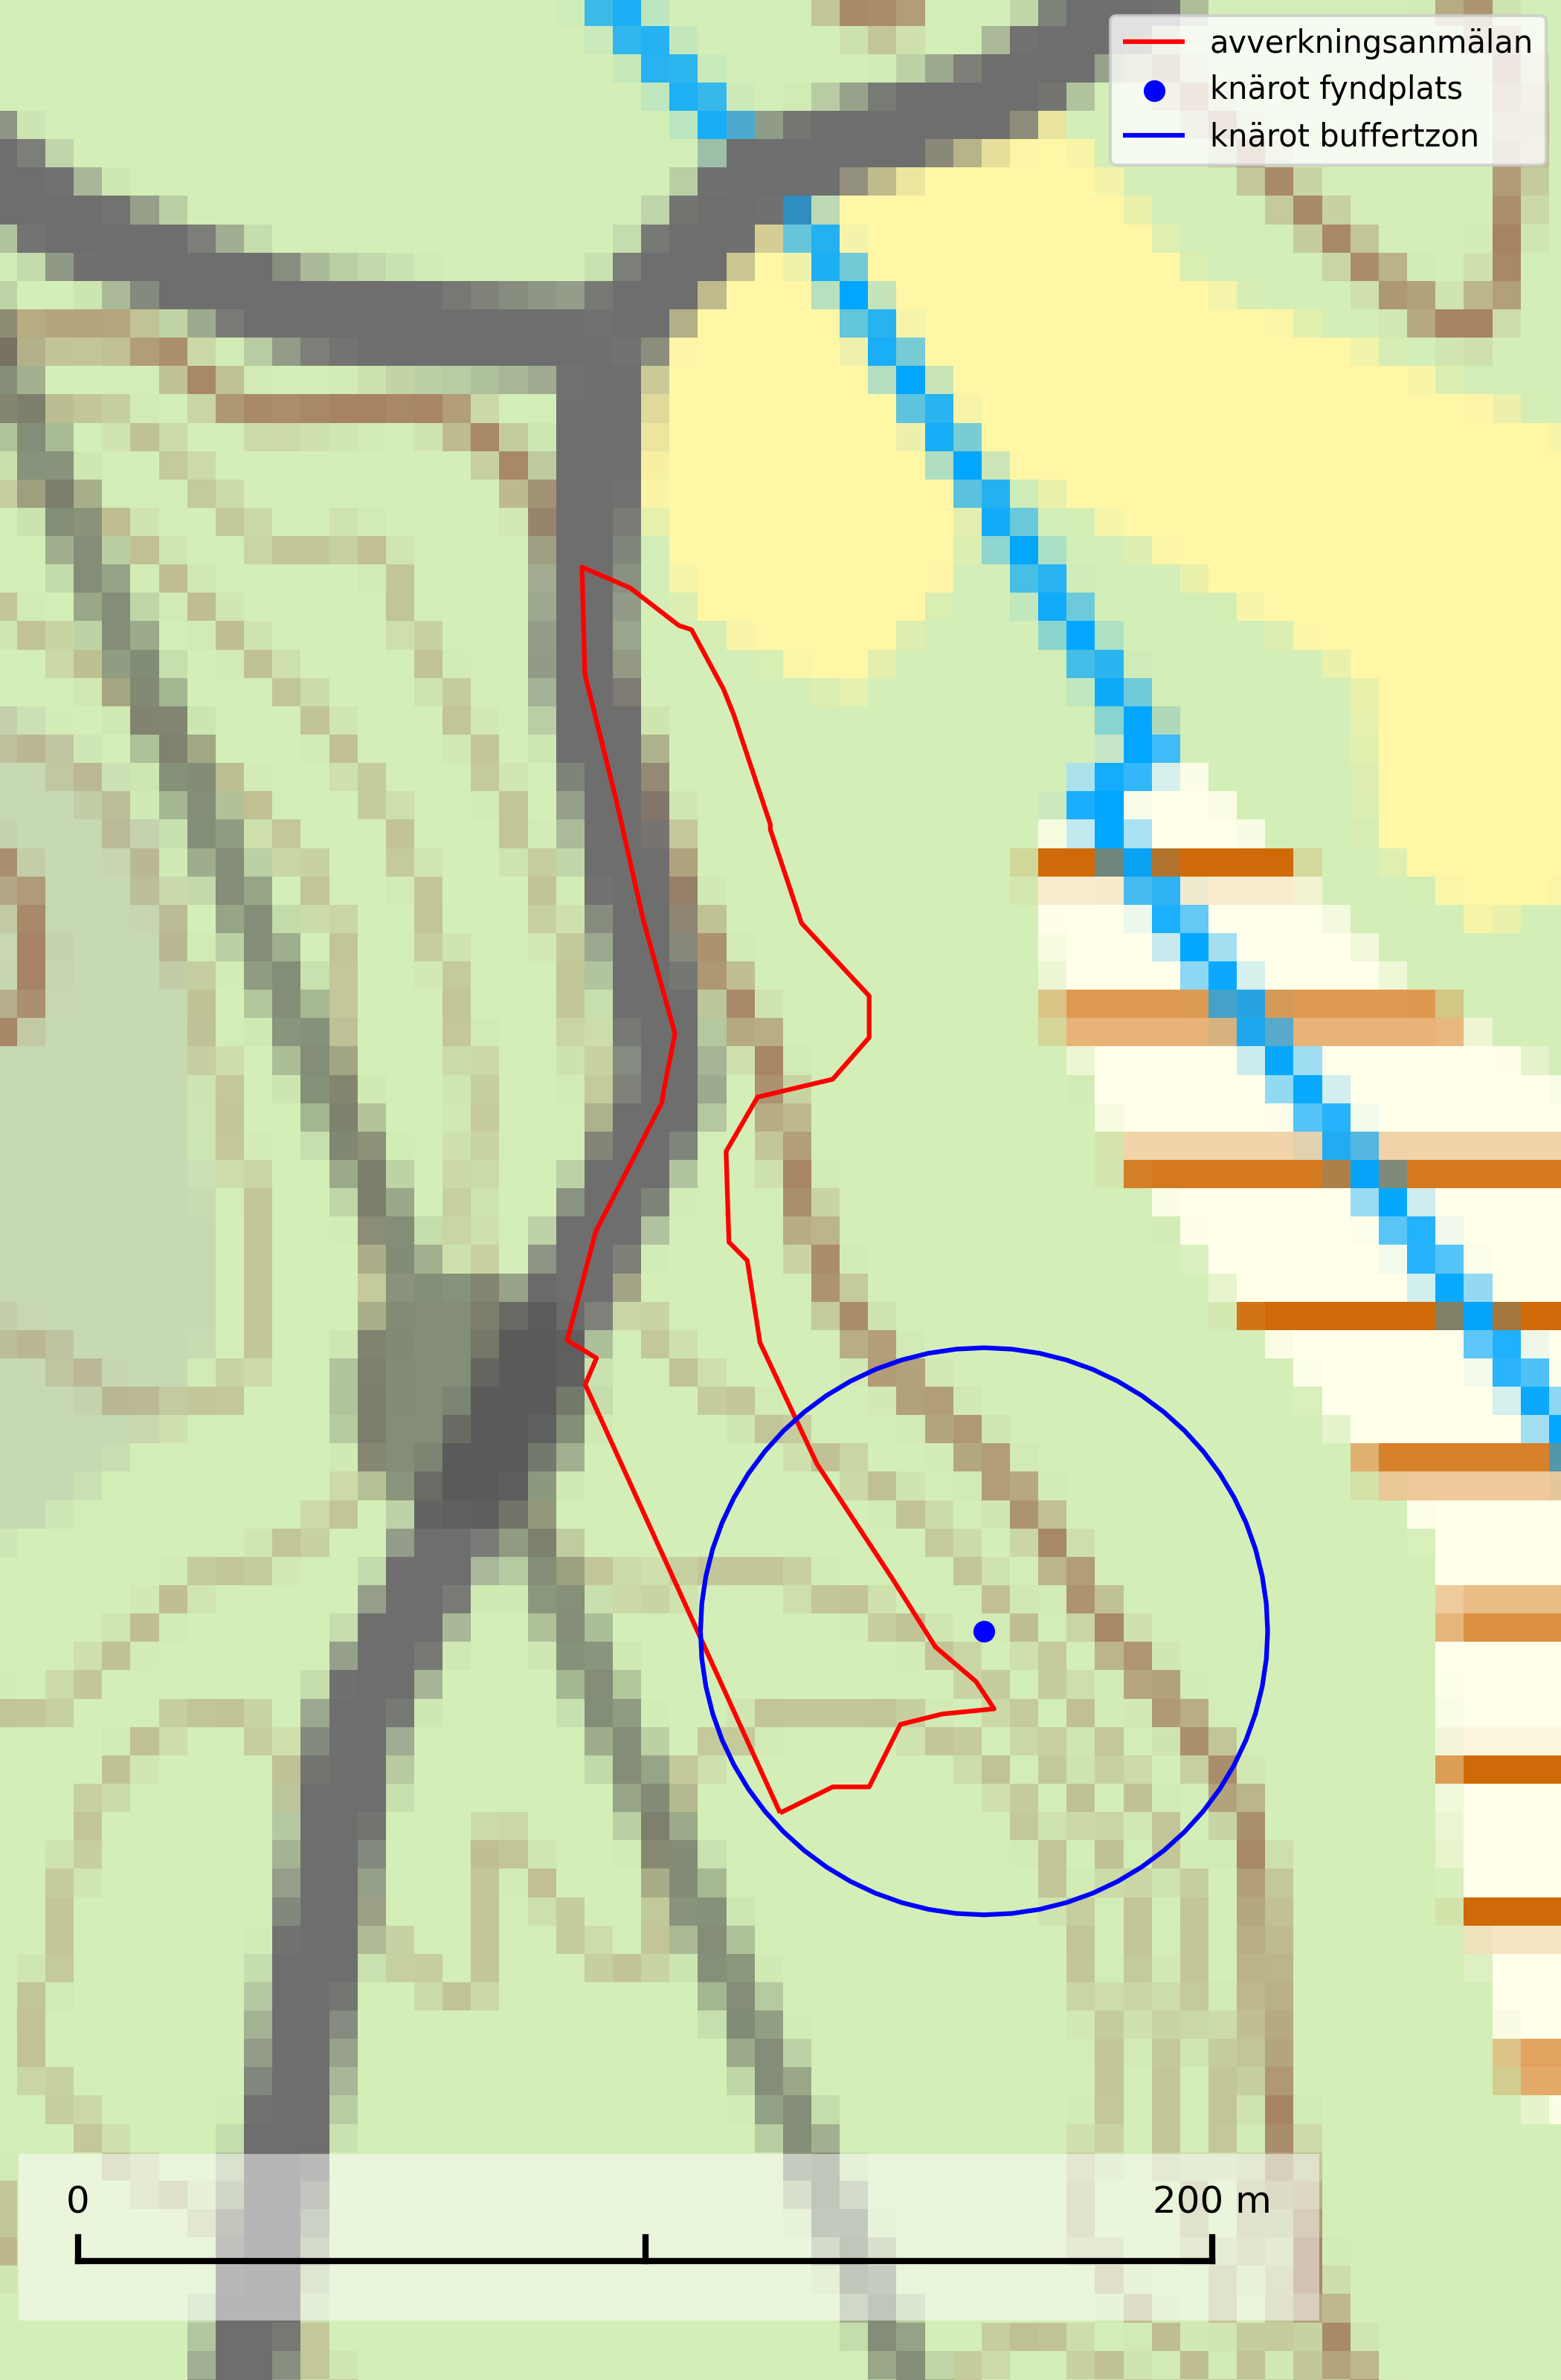 avverkningsanmälan
knärot fyndplats
knärot buffertzon
0 200 m